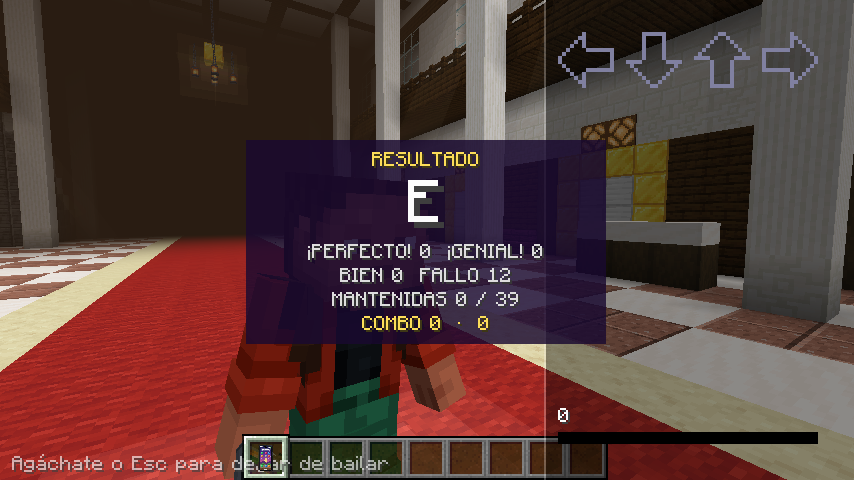 RESULTADO
E
¡PERFECTO! 0 ¡GENIAL! 0
BIEN 0 FALLO 12
MANTENIDAS 0 / 39
COMBO 0 · 0
0
Agáchate o Esc para dejar de bailar